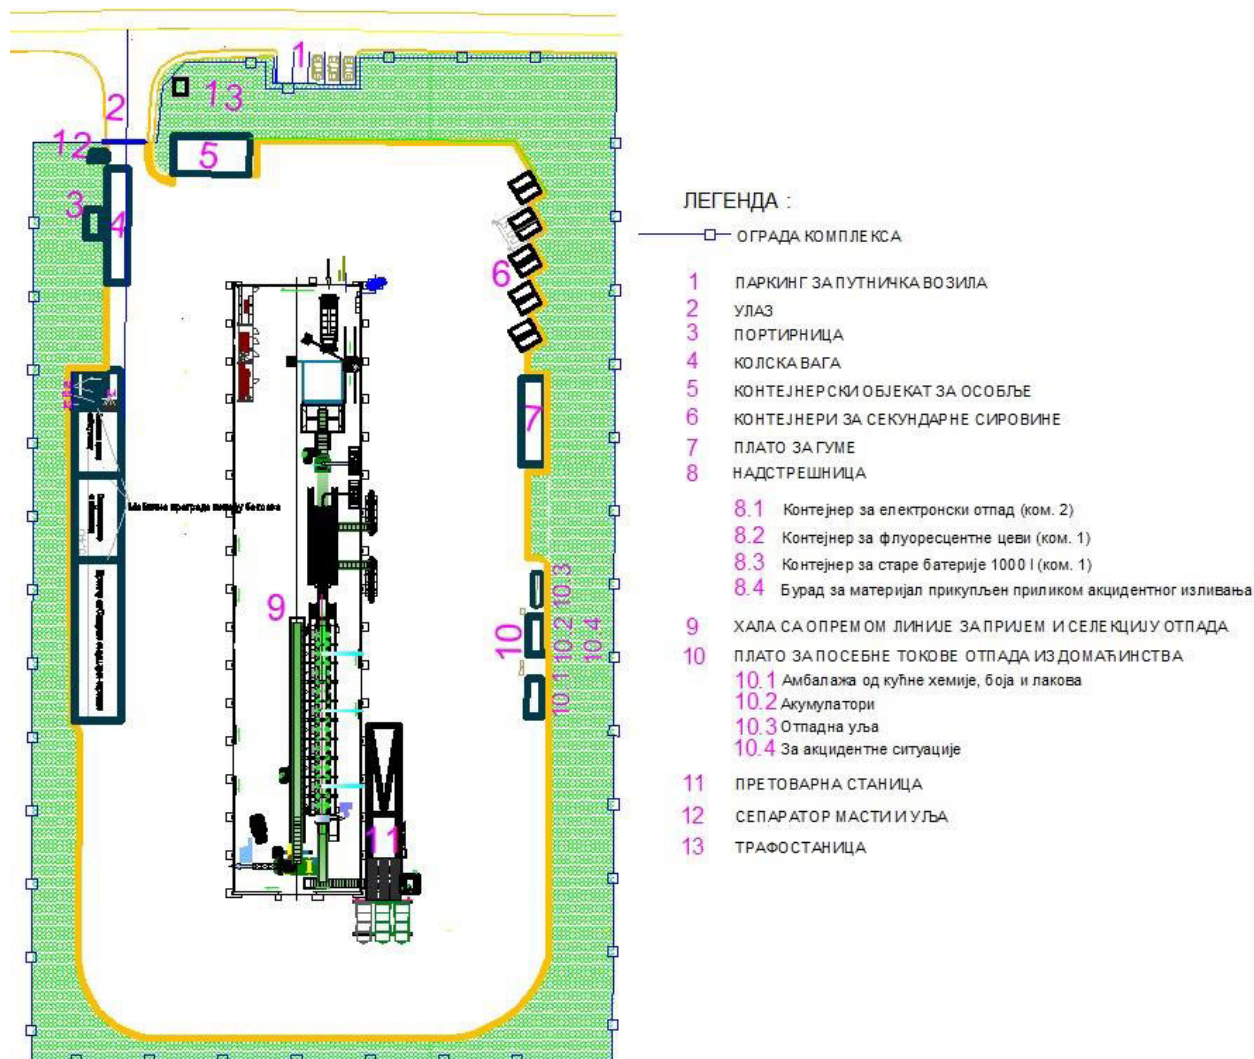 1
2
13
12
5
3
4
6
7
9
10
10.3
10.2
10.4
10.1
11
ЛЕГЕНДА :
ОГРАДА КОМПЛЕКСА
1 ПАРКИНГ ЗА ПУТНИЧКА ВОЗИЛА
2 УЛАЗ
3 ПОРТИРНИЦА
4 КОЛСКА ВАГА
5 КОНТЕЈНЕРСКИ ОБЈЕКАТ ЗА ОСОБЉЕ
6 КОНТЕЈНЕРИ ЗА СЕКУНДАРНЕ СИРОВИНЕ
7 ПЛАТО ЗА ГУМЕ
8 НАДСТРЕШНИЦА
8.1 Контејнер за електронски отпад (ком. 2)
8.2 Контејнер за флуоресцентне цеви (ком. 1)
8.3 Контејнер за старе батерије 1000 l (ком. 1)
8.4 Бурад за материјал прикупљен приликом акцидентног изливања
9 ХАЛА СА ОПРЕМОМ ЛИНИЈЕ ЗА ПРИЈЕМ И СЕЛЕКЦИЈУ ОТПАДА
10 ПЛАТО ЗА ПОСЕБНЕ ТОКОВЕ ОТПАДА ИЗ ДОМАЋИНСТВА
10.1 Амбалажа од кућне хемије, боја и лакова
10.2 Акумулатори
10.3 Отпадна уља
10.4 За акцидентне ситуације
11 ПРЕТОВАРНА СТАНИЦА
12 СЕПАРАТОР МАСТИ И УЉА
13 ТРАФОСТАНИЦА